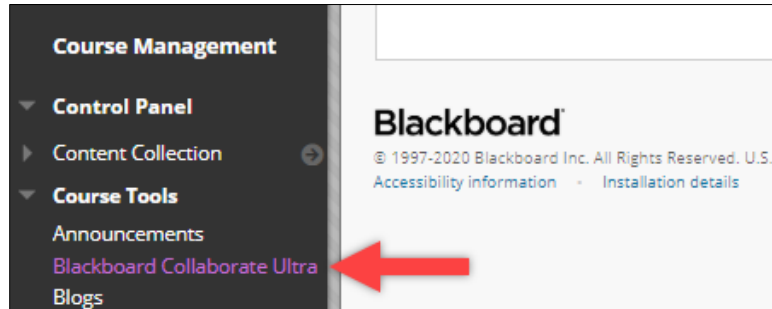 Course Management
Control Panel
Content Collection
Course Tools
Announcements
Blackboard Collaborate Ultra
Blogs
Blackboard
© 1997-2020 Blackboard Inc. All Rights Reserved. U.S.
Accessibility information · Installation details